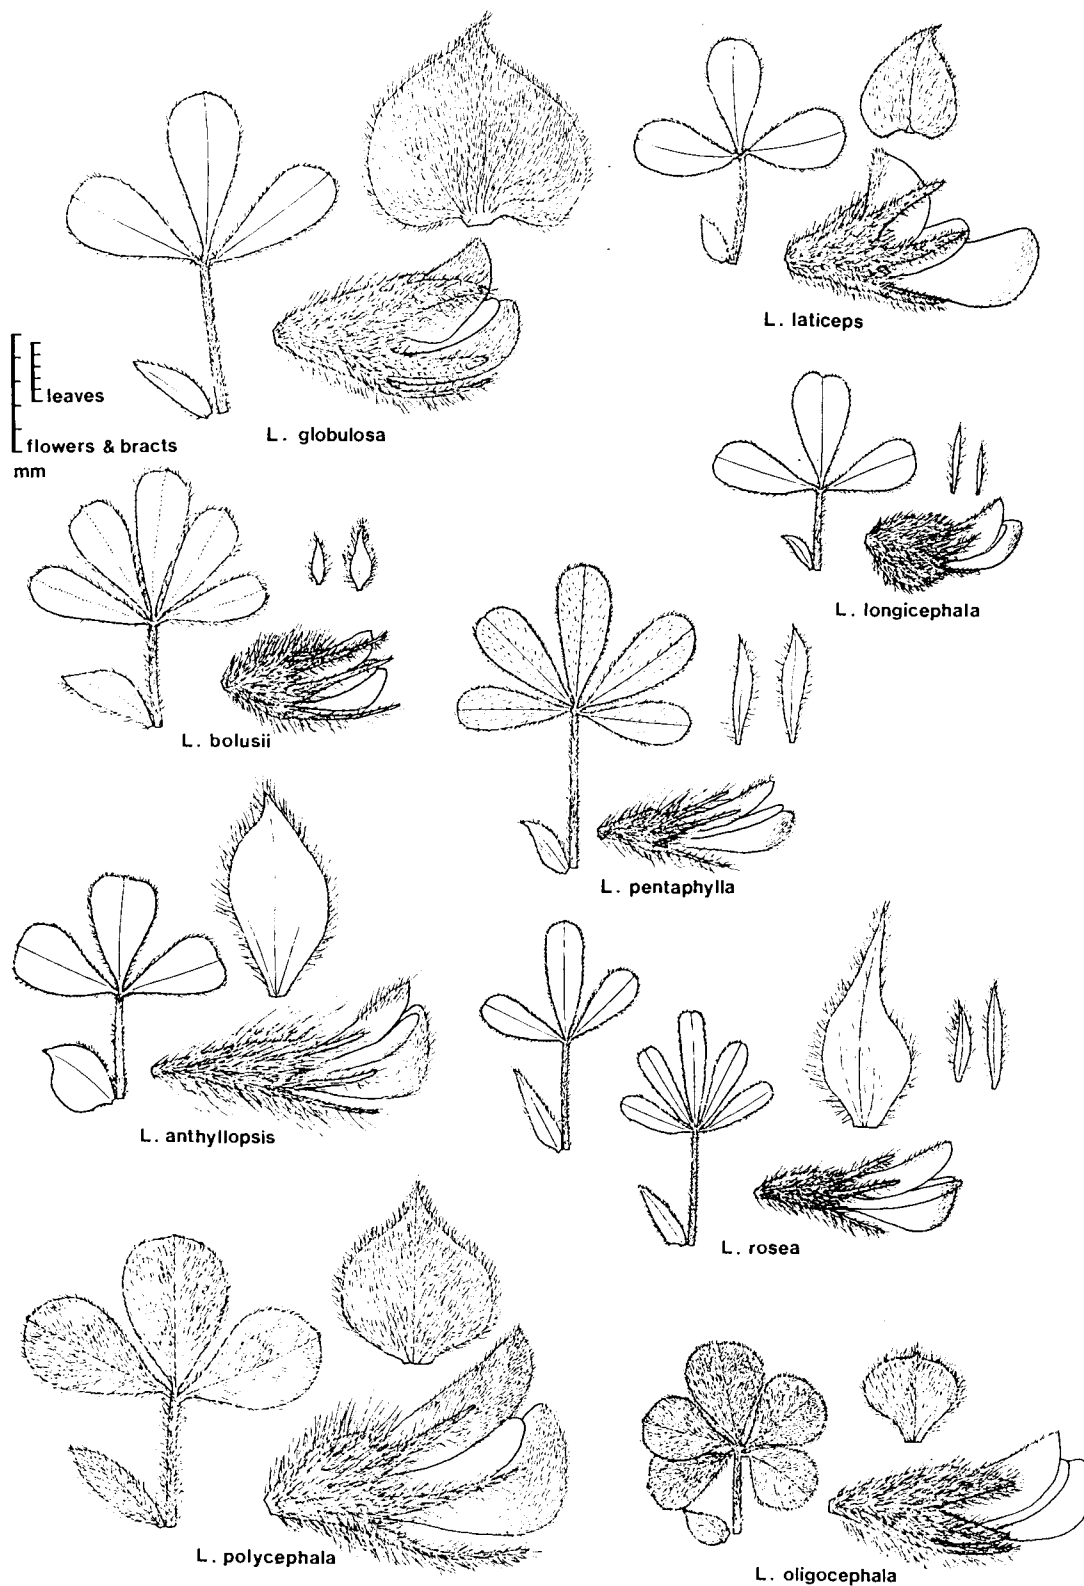 L. laticeps
leaves
L. globulosa
flowers & bracts
mm
L. longicephala
L. bolusii
L. pentaphylla
L. anthyllopsis
L. rosea
L. polycephala
L. oligocephala